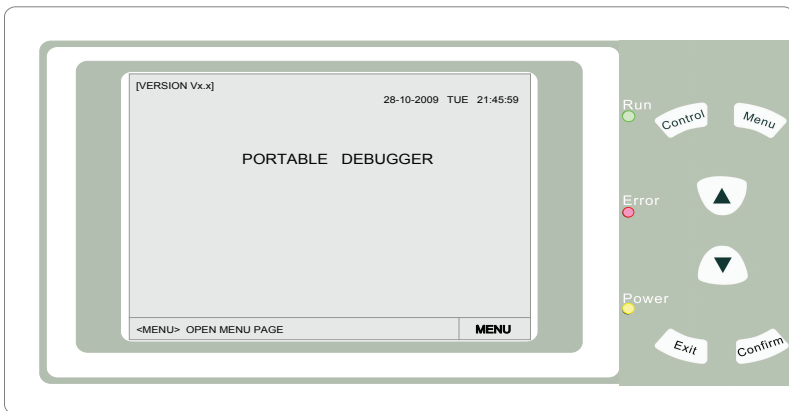 [VERSION Vx.x]
28-10-2009 TUE 21:45:59
PORTABLE DEBUGGER
<MENU> OPEN MENU PAGE
MENU
Run
Control
Menu
Error
Power
Exit
Confirm